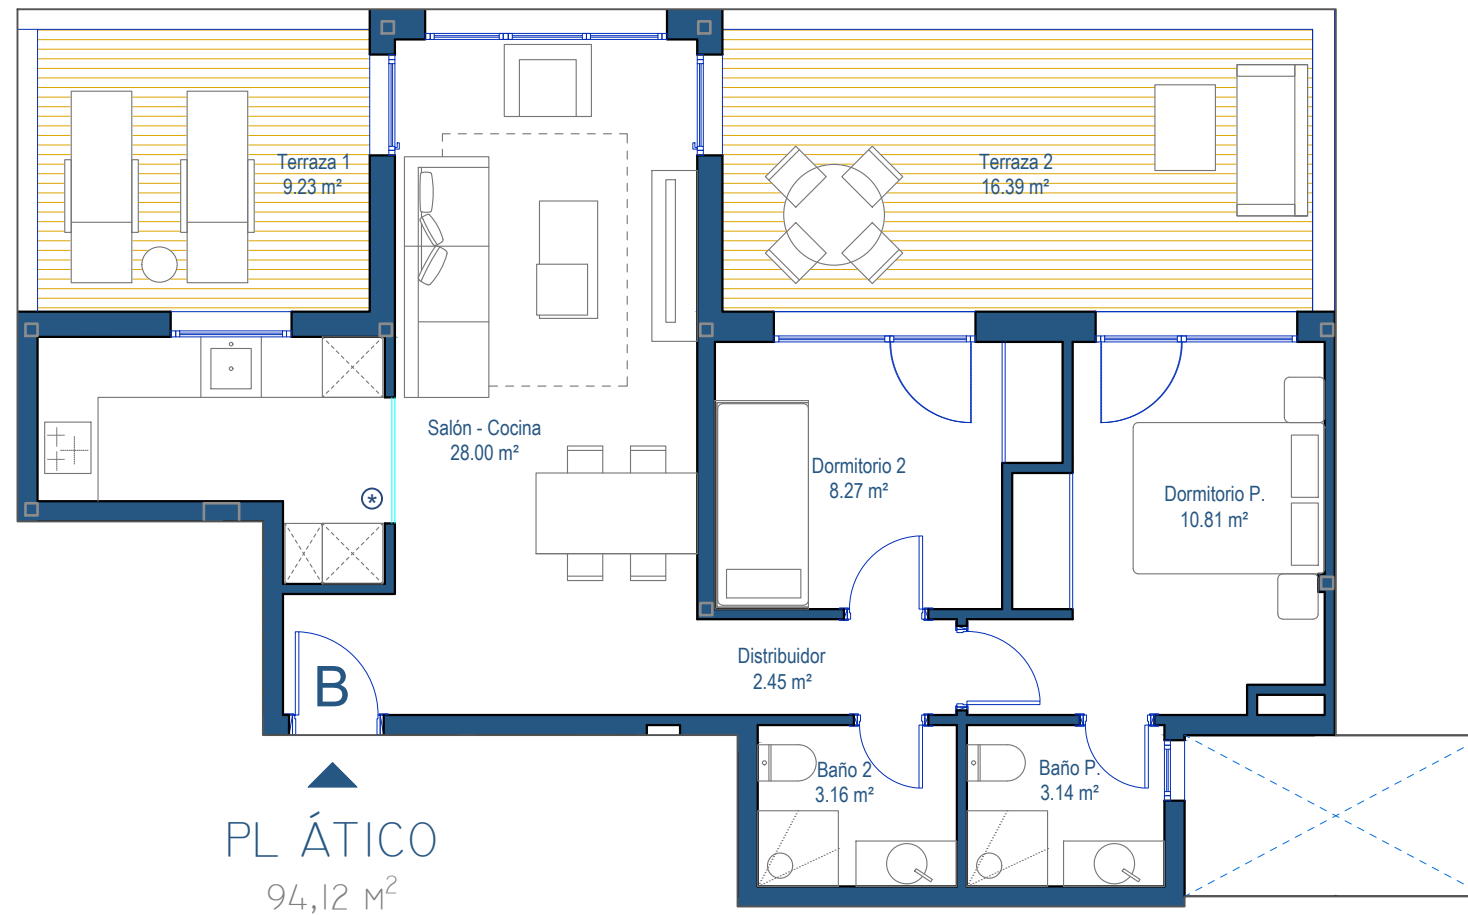 Terraza 1
9.23 m²
Terraza 2
16.39 m²
Salón - Cocina
28.00 m²
Dormitorio 2
8.27 m²
Dormitorio P.
10.81 m²
*
Distribuidor
2.45 m²
B
Baño 2
3.16 m²
Baño P.
3.14 m²
PL ÁTICO
94,12 M²